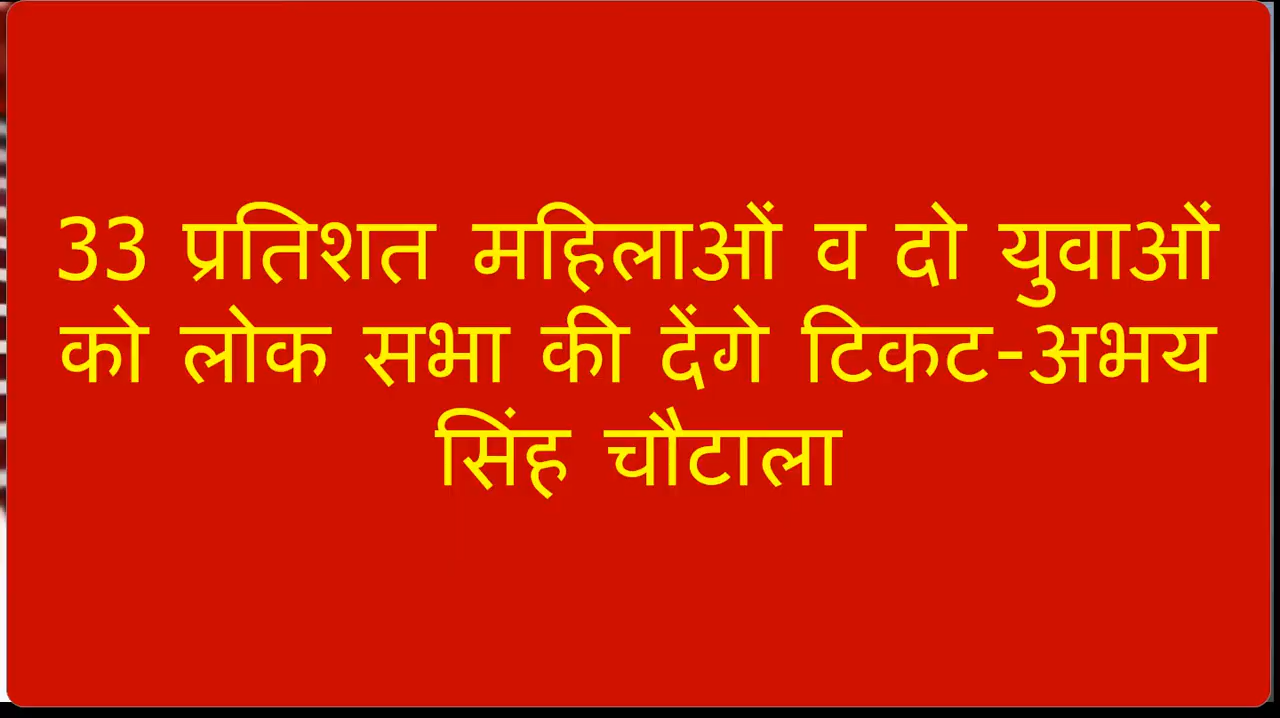 33 प्रतिशत महिलाओं व दो युवाओं
को लोक सभा की देंगे टिकट-अभय
सिंह चौटाला